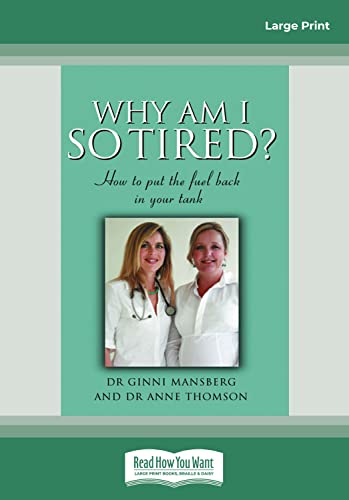 Large Print
WHY AM I
SO TIRED?
How to put the fuel back
in your tank
DR GINNI MANSBERG
AND DR ANNE THOMSON
Read How You Want
LARGE PRINT BOOKS, BRAILLE & DAISY